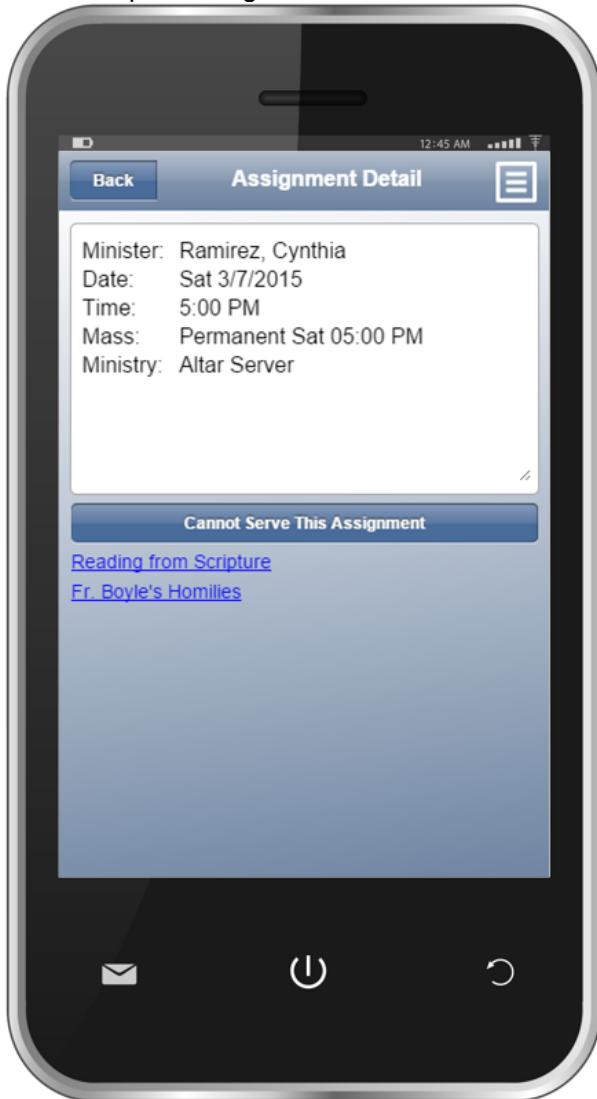 12:45 AM
Back
Assignment Detail
Minister: Ramirez, Cynthia
Date: Sat 3/7/2015
Time: 5:00 PM
Mass: Permanent Sat 05:00 PM
Ministry: Altar Server
Cannot Serve This Assignment
Reading from Scripture
Fr. Boyle's Homilies